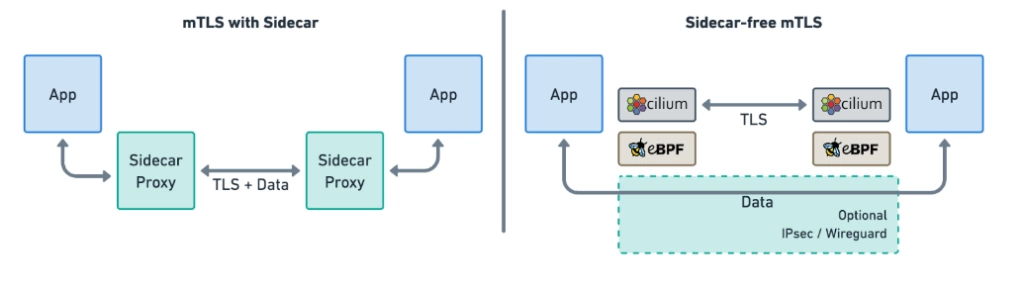 mTLS with Sidecar
App
App
Sidecar
Proxy
Sidecar
Proxy
TLS + Data
Sidecar-free mTLS
App
App
cilium
cilium
TLS
eBPF
eBPF
Data
Optional
IPsec / Wireguard